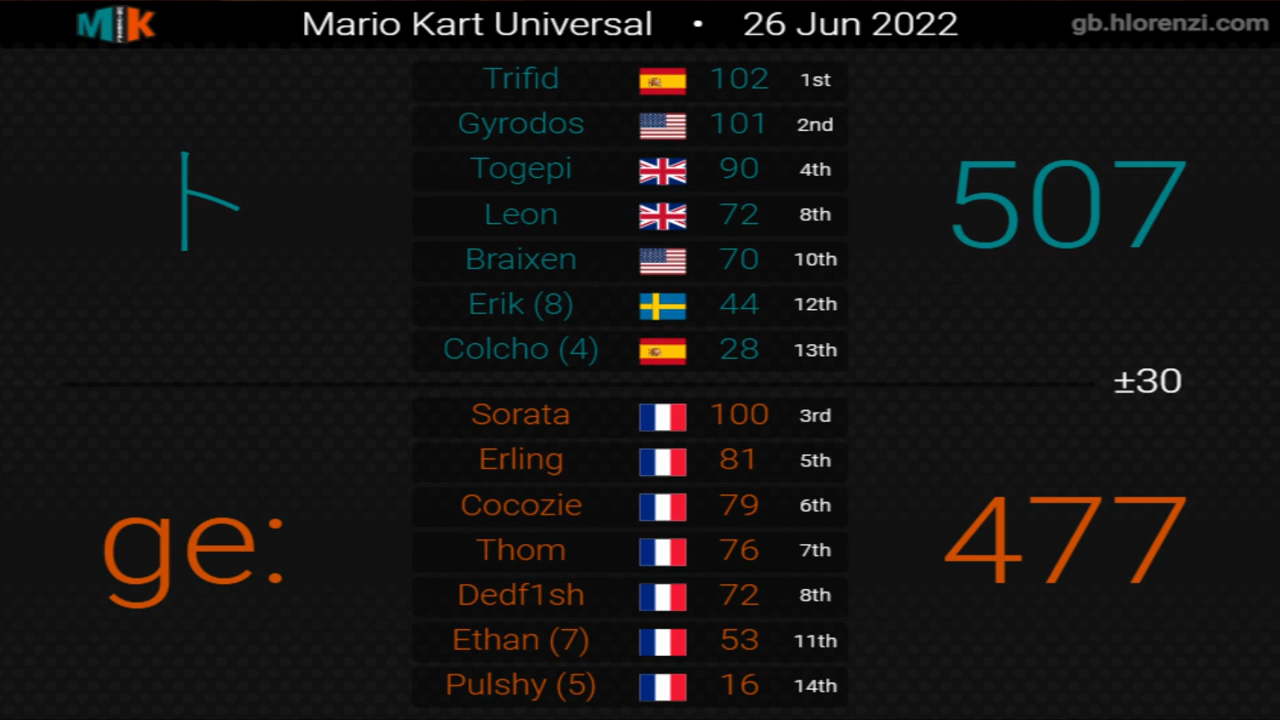 MK
Mario Kart Universal • 26 Jun 2022
gb.hlorenzi.com
ト
Trifid 102 1st
Gyrodos 101 2nd
Togepi 90 4th
Leon 72 8th
Braixen 70 10th
Erik (8) 44 12th
Colcho (4) 28 13th
507
±30
ge:
Sorata 100 3rd
Erling 81 5th
Cocozie 79 6th
Thom 76 7th
Dedf1sh 72 8th
Ethan (7) 53 11th
Pulshy (5) 16 14th
477